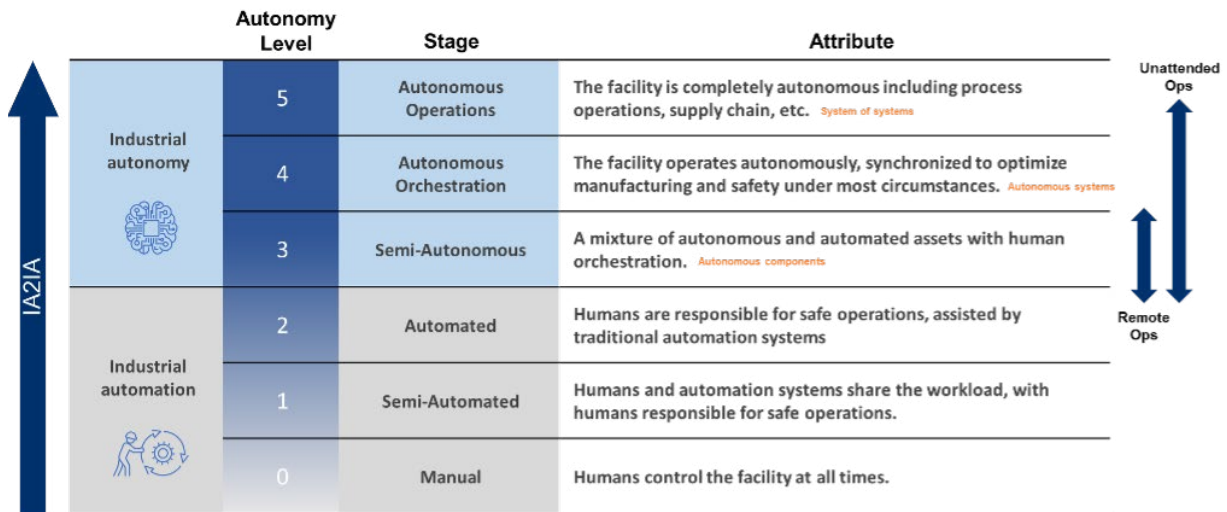 Autonomy
Level
Stage
Attribute
IA2IA
Industrial
autonomy
5
Autonomous
Operations
The facility is completely autonomous including process
operations, supply chain, etc. System of systems
4
Autonomous
Orchestration
The facility operates autonomously, synchronized to optimize
manufacturing and safety under most circumstances. Autonomous systems
3
Semi-Autonomous
A mixture of autonomous and automated assets with human
orchestration. Autonomous components
Industrial
automation
2
Automated
Humans are responsible for safe operations, assisted by
traditional automation systems
1
Semi-Automated
Humans and automation systems share the workload, with
humans responsible for safe operations.
0
Manual
Humans control the facility at all times.
Unattended
Ops
Remote
Ops